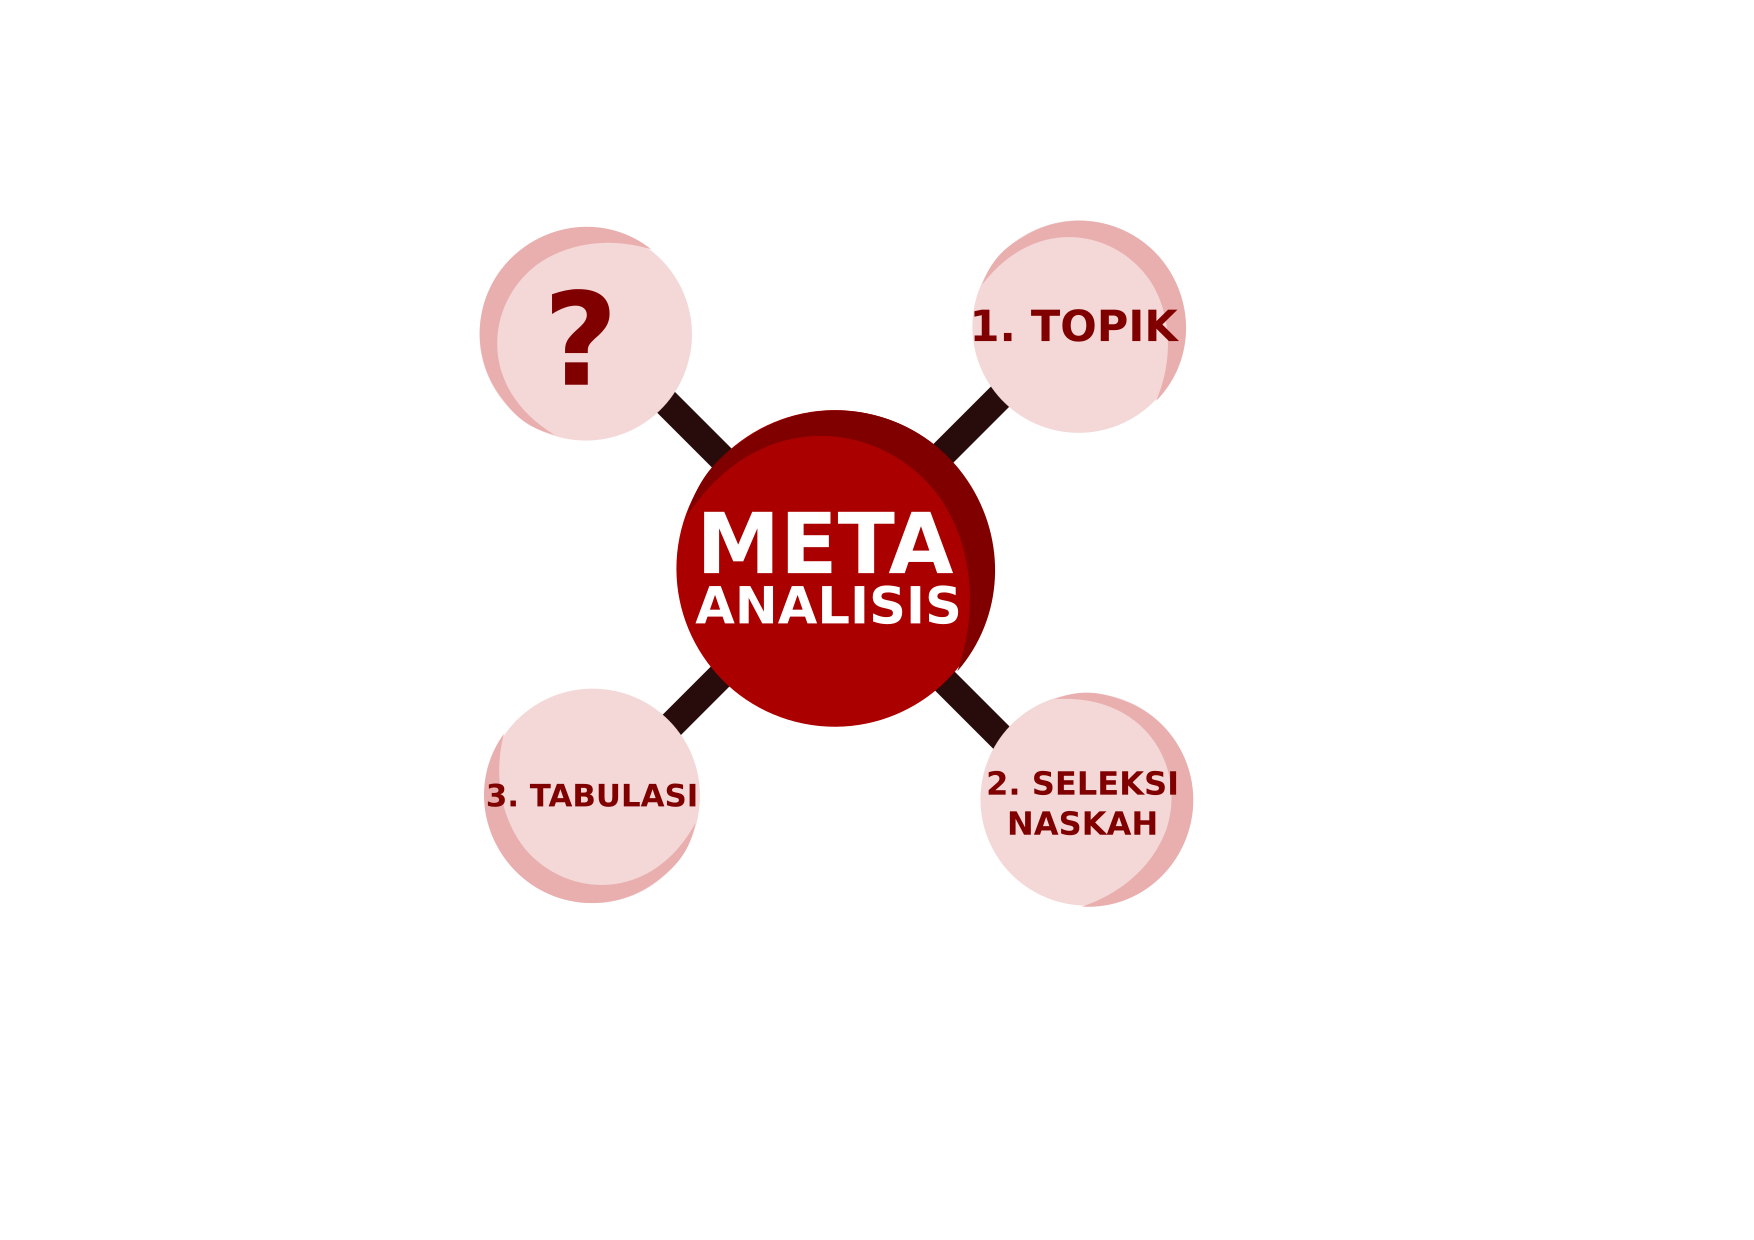 ?
1. TOPIK
META
ANALISIS
3. TABULASI
2. SELEKSI
NASKAH